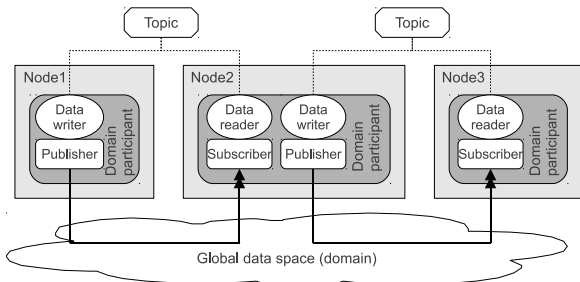 Topic
Topic
Node1
Data
writer
Publisher
Domain
participant
Node2
Data
reader
Subscriber
Data
writer
Publisher
Domain
participant
Node3
Data
reader
Subscriber
Domain
participant
Global data space (domain)